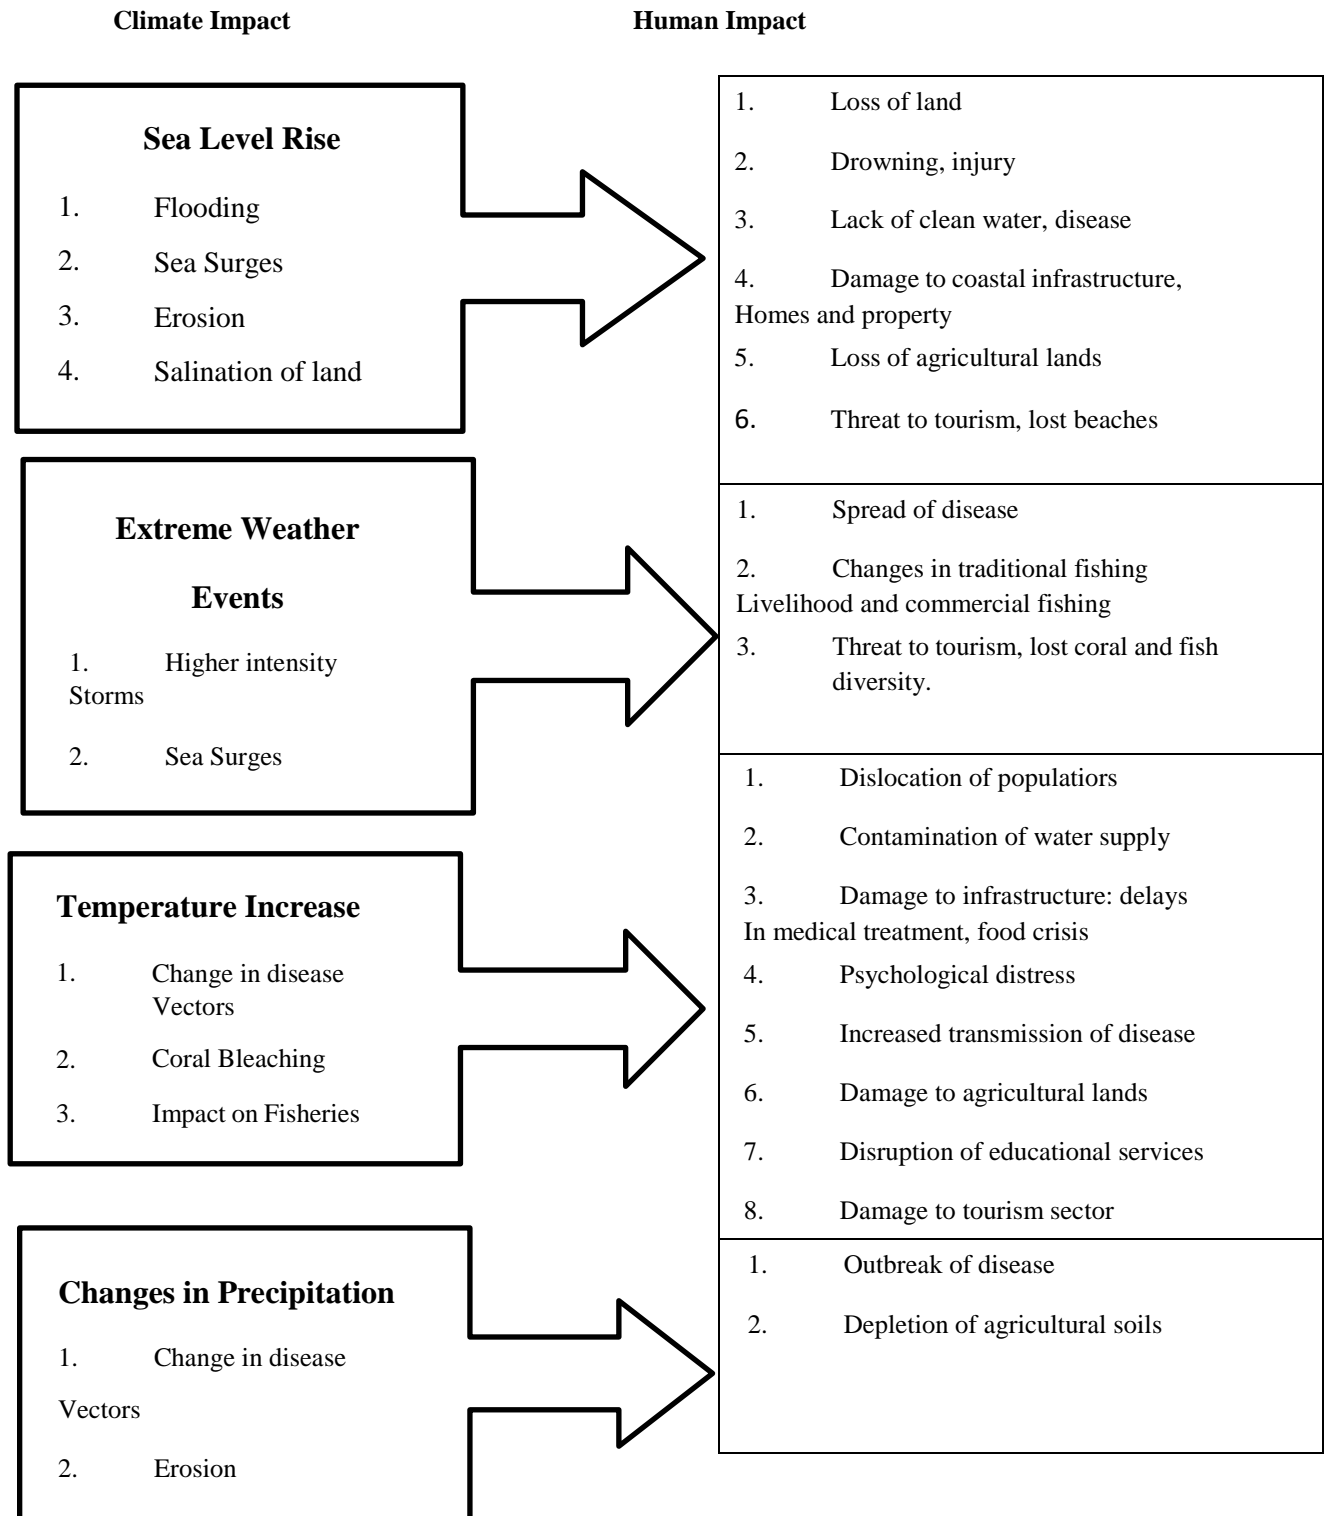 Climate Impact
Human Impact
Sea Level Rise
1. Flooding
2. Sea Surges
3. Erosion
4. Salination of land
1. Loss of land
2. Drowning, injury
3. Lack of clean water, disease
4. Damage to coastal infrastructure,
Homes and property
5. Loss of agricultural lands
6. Threat to tourism, lost beaches
Extreme Weather
Events
1. Higher intensity
Storms
2. Sea Surges
1. Spread of disease
2. Changes in traditional fishing
Livelihood and commercial fishing
3. Threat to tourism, lost coral and fish
diversity.
Temperature Increase
1. Change in disease
Vectors
2. Coral Bleaching
3. Impact on Fisheries
1. Dislocation of populatiors
2. Contamination of water supply
3. Damage to infrastructure: delays
In medical treatment, food crisis
4. Psychological distress
5. Increased transmission of disease
6. Damage to agricultural lands
7. Disruption of educational services
8. Damage to tourism sector
Changes in Precipitation
1. Change in disease
Vectors
2. Erosion
1. Outbreak of disease
2. Depletion of agricultural soils